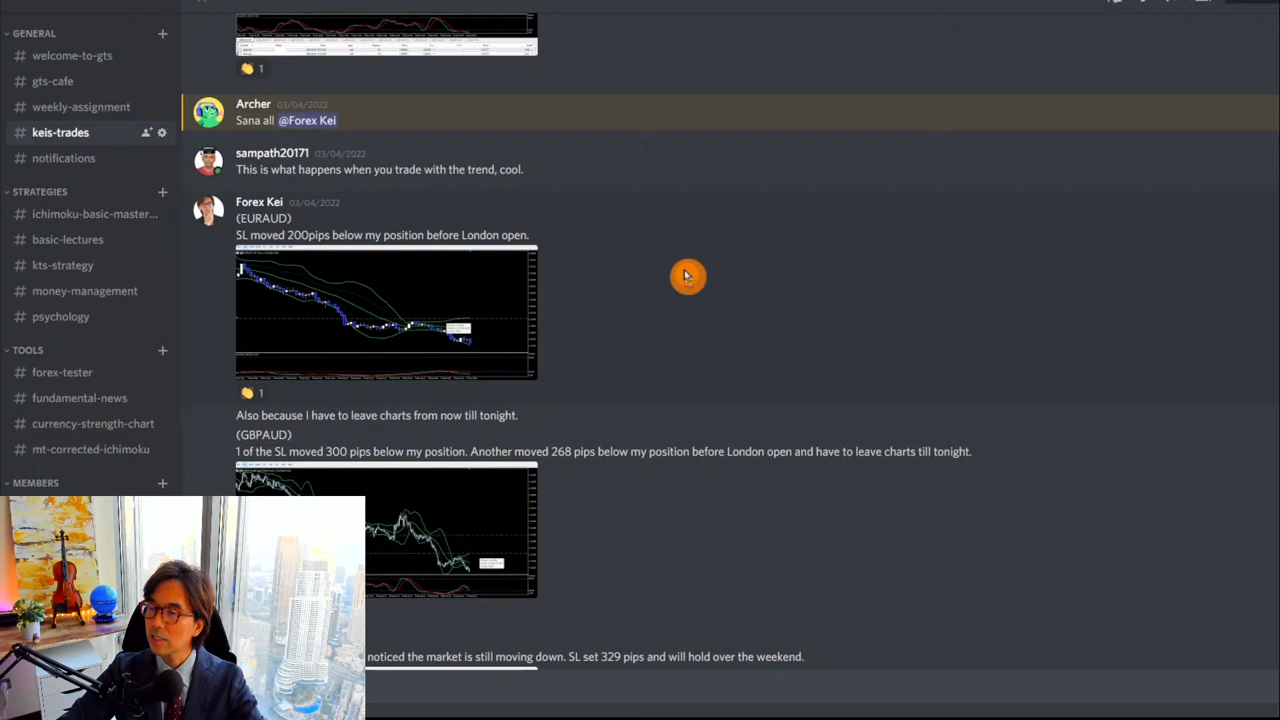 GENERAL
# welcome-to-gts
# gts-cafe
# weekly-assignment
# keis-trades
# notifications
STRATEGIES
# ichimoku-basic-master...
# basic-lectures
# kts-strategy
# money-management
# psychology
TOOLS
# forex-tester
# fundamental-news
# currency-strength-chart
# mt-corrected-ichimoku
MEMBERS
1
Archer 03/04/2022
Sana all @Forex Kei
sampath20171 03/04/2022
This is what happens when you trade with the trend, cool.
Forex Kei 03/04/2022
(EURAUD)
SL moved 200pips below my position before London open.
1
Also because I have to leave charts from now till tonight.
(GBPAUD)
1 of the SL moved 300 pips below my position. Another moved 268 pips below my position before London open and have to leave charts till tonight.
noticed the market is still moving down. SL set 329 pips and will hold over the weekend.